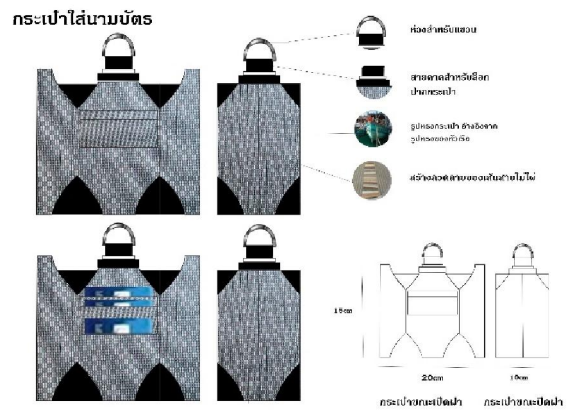 กระเป๋าใส่นามบัตร
ห่วงสำหรับแขวน
สายคาดสำหรับล็อก
ปากกระเป๋า
รูปทรงกระเป๋า อ้างอิงจาก
รูปทรงของหัวเรือ
สร้างลวดลายของเส้นสายไม้ไผ่
15cm
20cm
10cm
กระเป๋าขณะเปิดฝา
กระเป๋าขณะปิดฝา